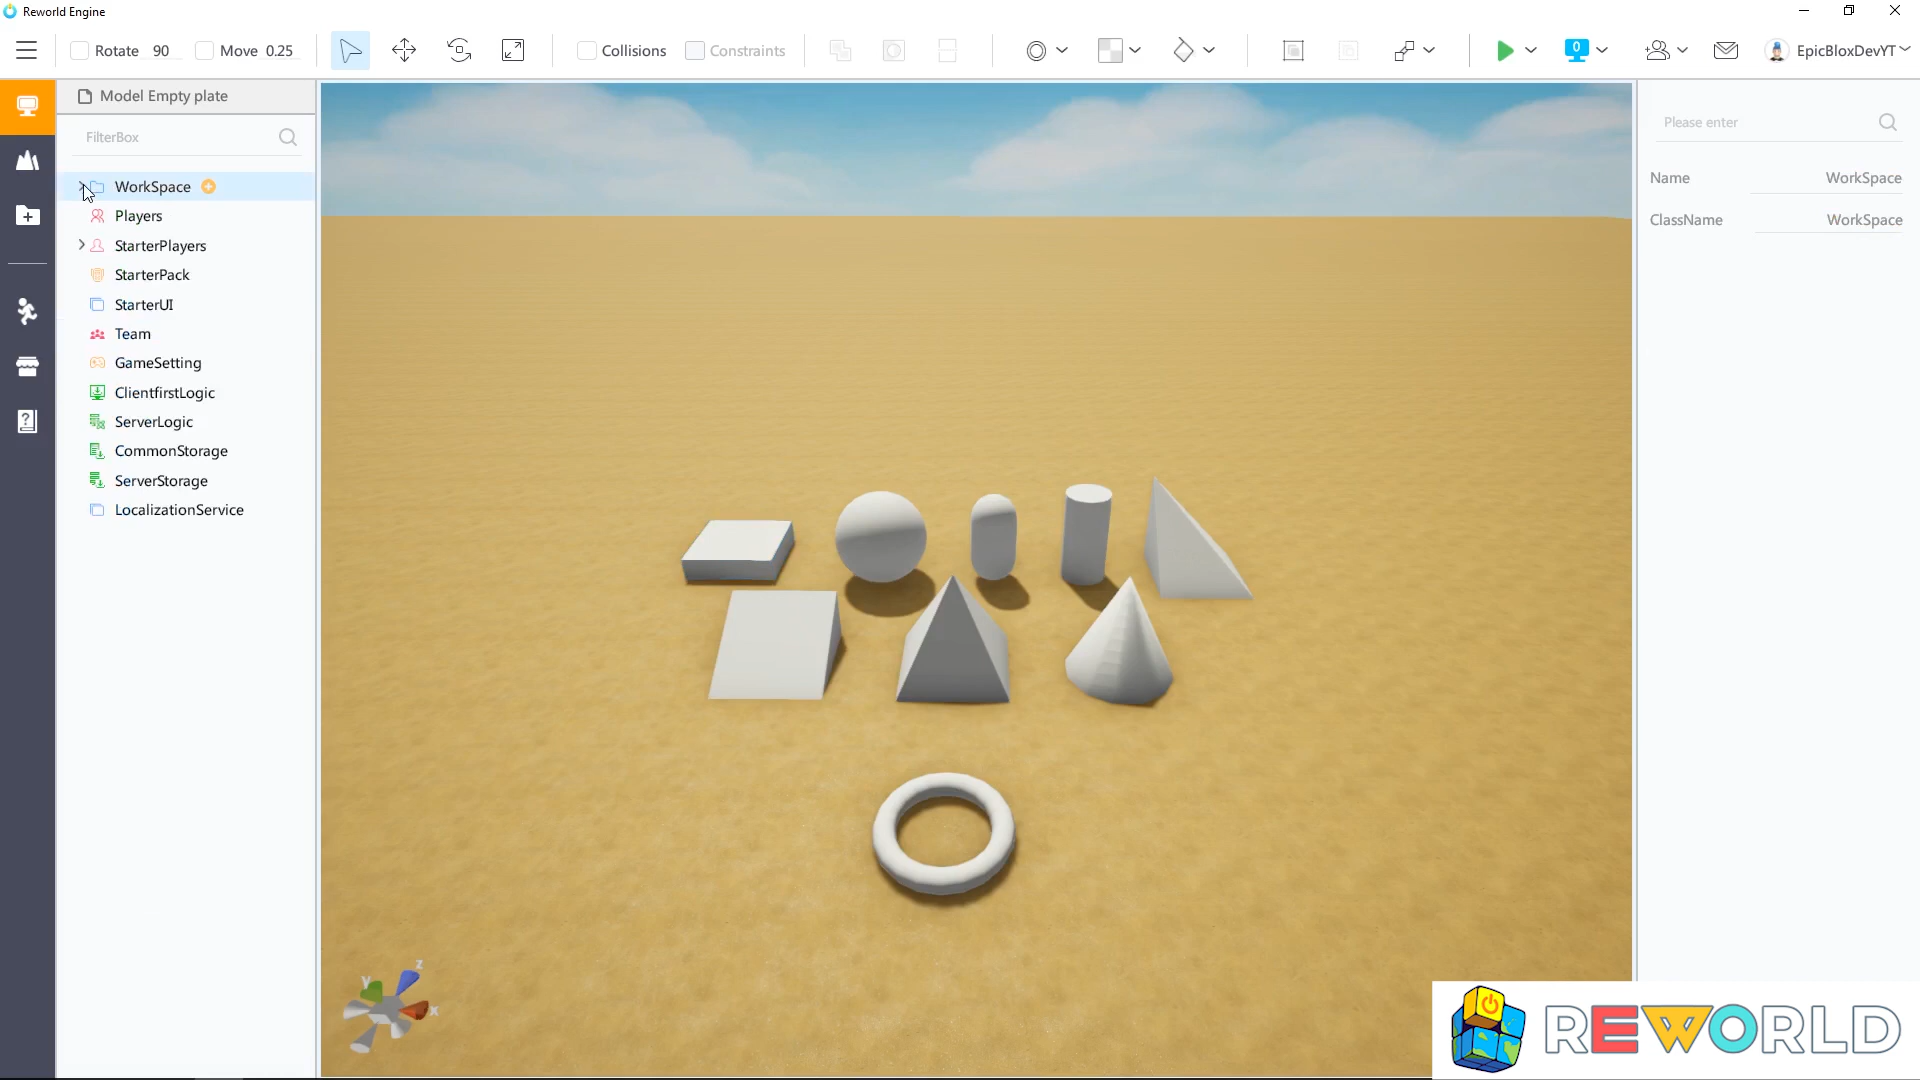 Reworld Engine
Rotate 90 Move 0.25 Collisions Constraints 0 EpicBloxDevYT
Model Empty plate
FilterBox
WorkSpace
Players
StarterPlayers
StarterPack
StarterUI
Team
GameSetting
ClientfirstLogic
ServerLogic
CommonStorage
ServerStorage
LocalizationService
Please enter
Name WorkSpace
ClassName WorkSpace
z
y
x
REWORLD